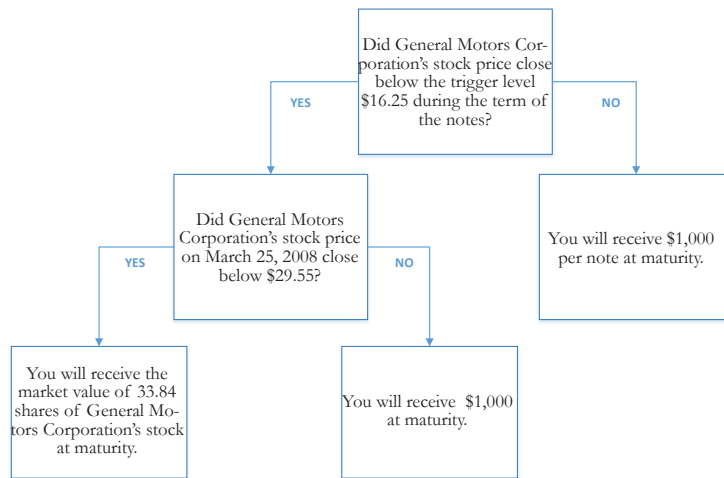 Did General Motors Cor-
poration's stock price close
below the trigger level
$16.25 during the term of
the notes?
YES
NO
Did General Motors
Corporation's stock price
on March 25, 2008 close
below $29.55?
You will receive $1,000
per note at maturity.
YES
NO
You will receive the
market value of 33.84
shares of General Mo-
tors Corporation's stock
at maturity.
You will receive $1,000
at maturity.